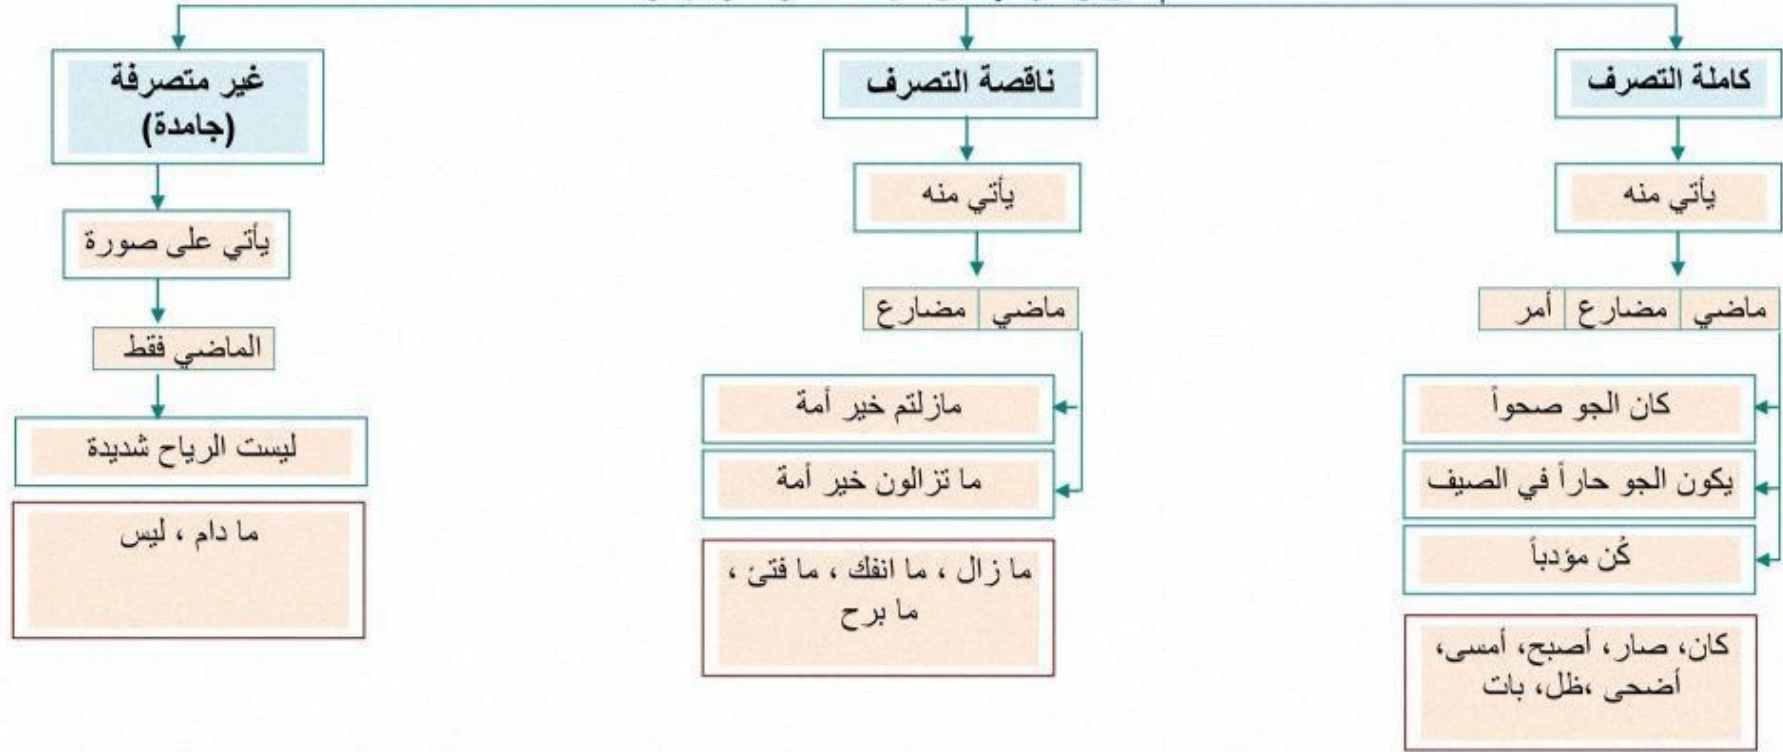 كاملة التصرف
يأتي منه
ماضي مضارع أمر
كان الجو صحواً
يكون الجو حاراً في الصيف
كُن مؤدباً
كان، صار، أصبح، أمسى،
أضحى ،ظل، بات
ناقصة التصرف
يأتي منه
ماضي مضارع
مازلتم خير أمة
ما تزالون خير أمة
ما زال ، ما انفك ، ما فتئ ،
ما برح
غير متصرفة
(جامدة)
يأتي على صورة
الماضي فقط
ليست الرياح شديدة
ما دام ، ليس